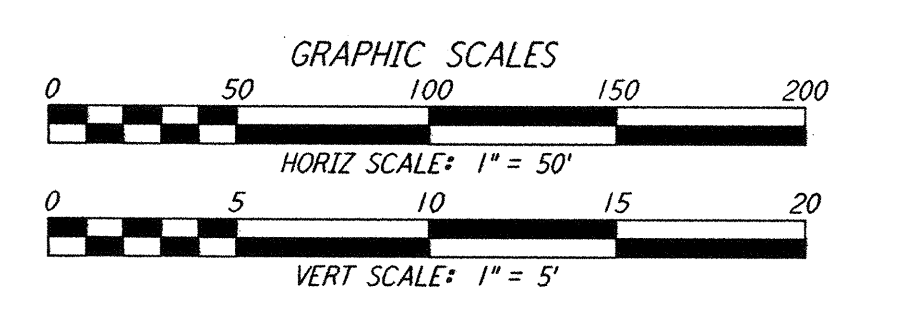 GRAPHIC SCALES
0 50 100 150 200
HORIZ SCALE: 1" = 50'
0 5 10 15 20
VERT SCALE: 1" = 5'